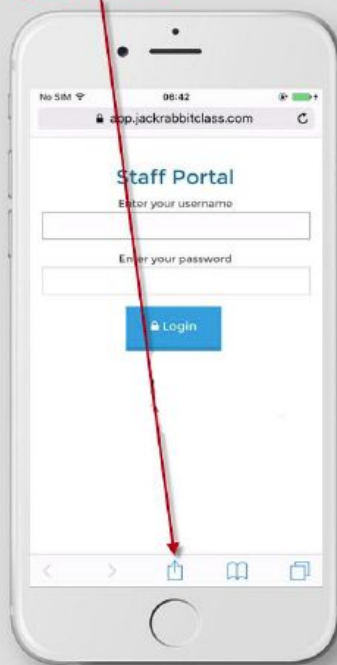 No SIM 06:42
app.jackrabbitclass.com
Staff Portal
Enter your username
Enter your password
Login